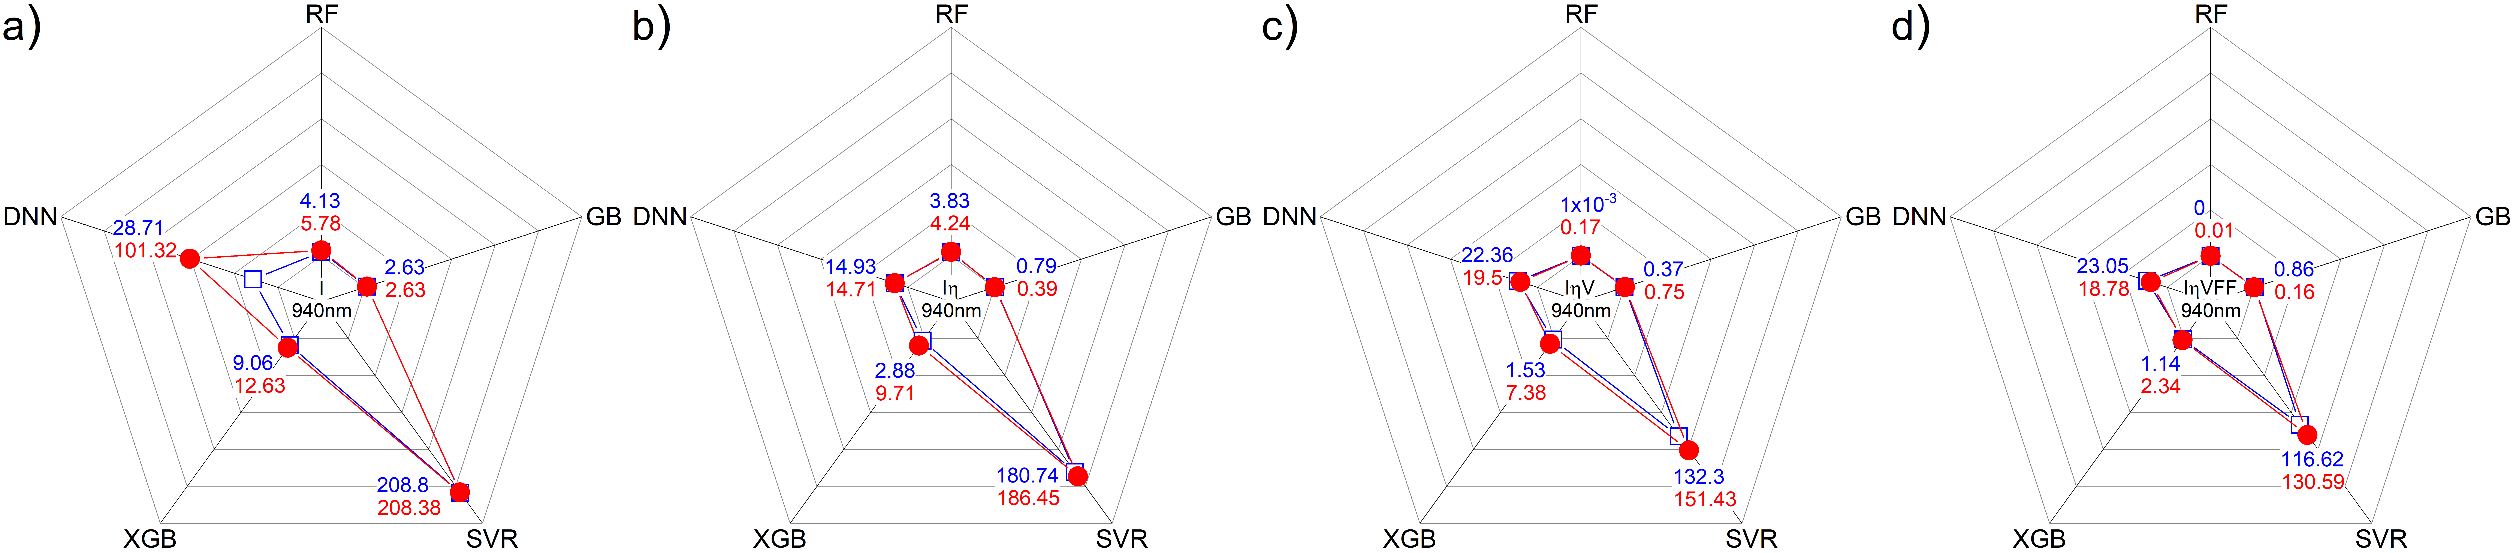 a)
RF
DNN
GB
4.13
5.78
28.71
101.32
2.63
2.63
I
940nm
9.06
12.63
208.8
208.38
XGB
SVR
b)
RF
DNN
GB
3.83
4.24
14.93
14.71
0.79
0.39
Iη
940nm
2.88
9.71
180.74
186.45
XGB
SVR
c)
RF
DNN
GB
1x10⁻³
0.17
22.36
19.5
0.37
0.75
IηV
940nm
1.53
7.38
132.3
151.43
XGB
SVR
d)
RF
DNN
GB
0
0.01
23.05
18.78
0.86
0.16
IηVFF
940nm
1.14
2.34
116.62
130.59
XGB
SVR